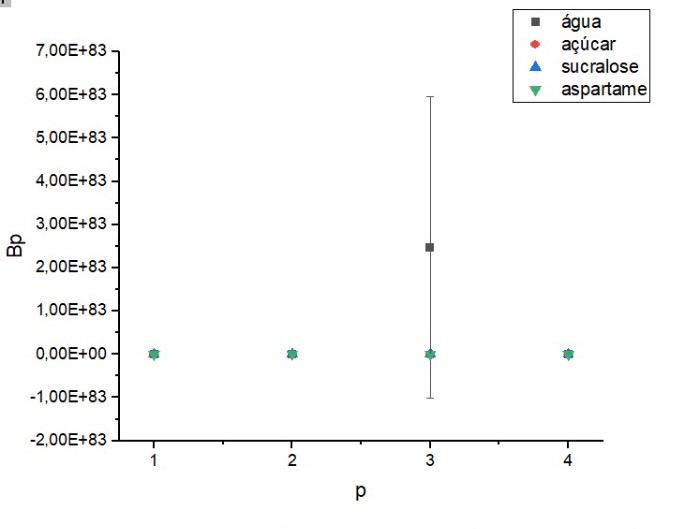 água
açúcar
sucralose
aspartame
7,00E+83
6,00E+83
5,00E+83
4,00E+83
3,00E+83
2,00E+83
1,00E+83
0,00E+00
-1,00E+83
-2,00E+83
Bp
1 2 3 4
p